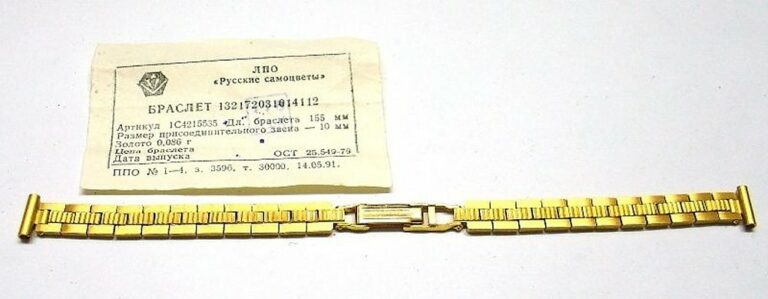 ЛПО
«Русские самоцветы»
БРАСЛЕТ 132172031014112
Артикул 1С4215535 Дл. браслета 155 мм
Размер присоединительного звена — 10 мм
Золото 0,086 г
Цена браслета
Дата выпуска ОСТ 25.549-79
ППО № 1—4, з. 3596, т. 30000, 14.05.91.